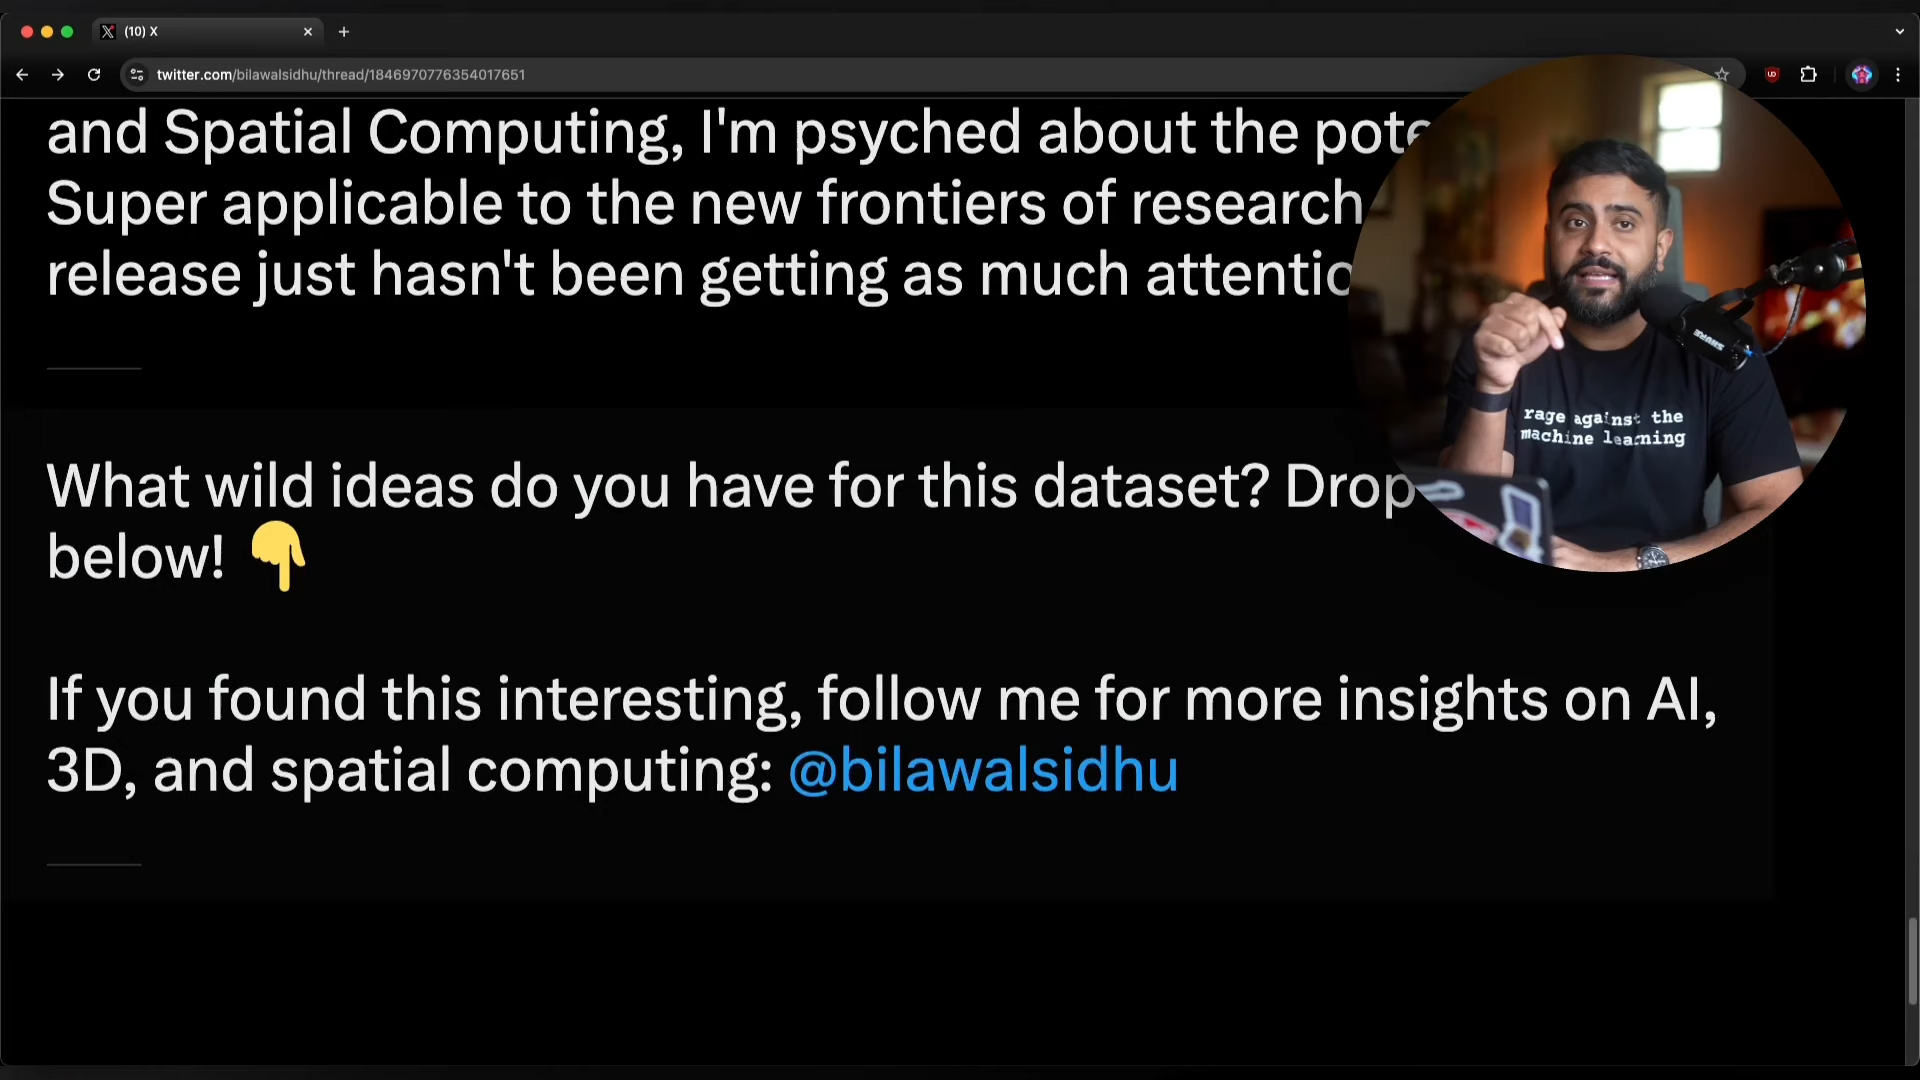 (10) X
twitter.com/bilawalsidhu/thread/1846970776354017651
and Spatial Computing, I'm psyched about the
Super applicable to the new frontiers of research
release just hasn't been getting as much
What wild ideas do you have for this dataset? Drop
below! 👇
If you found this interesting, follow me for more insights on AI,
3D, and spatial computing: @bilawalsidhu
SHURE
rage against the
machine learning